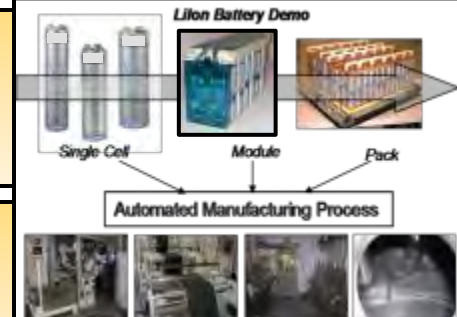 LiIon Battery Demo
Single Cell
Module
Pack
Automated Manufacturing Process